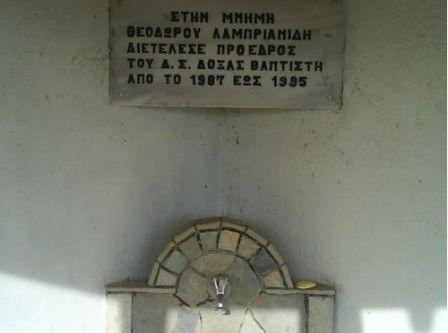 ΣΤΗΝ ΜΝΗΜΗ
ΘΕΟΔΩΡΟΥ ΛΑΜΠΡΙΑΝΙΔΗ
ΔΙΕΤΕΛΕΣΕ ΠΡΟΕΔΡΟΣ
ΤΟΥ Δ.Σ. ΔΟΞΑΣ ΒΑΠΤΙΣΤΗ
ΑΠΟ ΤΟ 1987 ΕΩΣ 1995